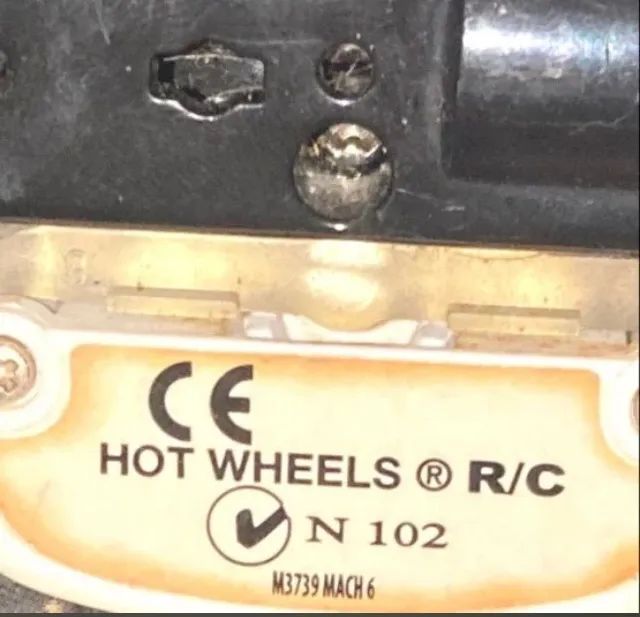 CE
HOT WHEELS ® R/C
N 102
M3739 MACH 6